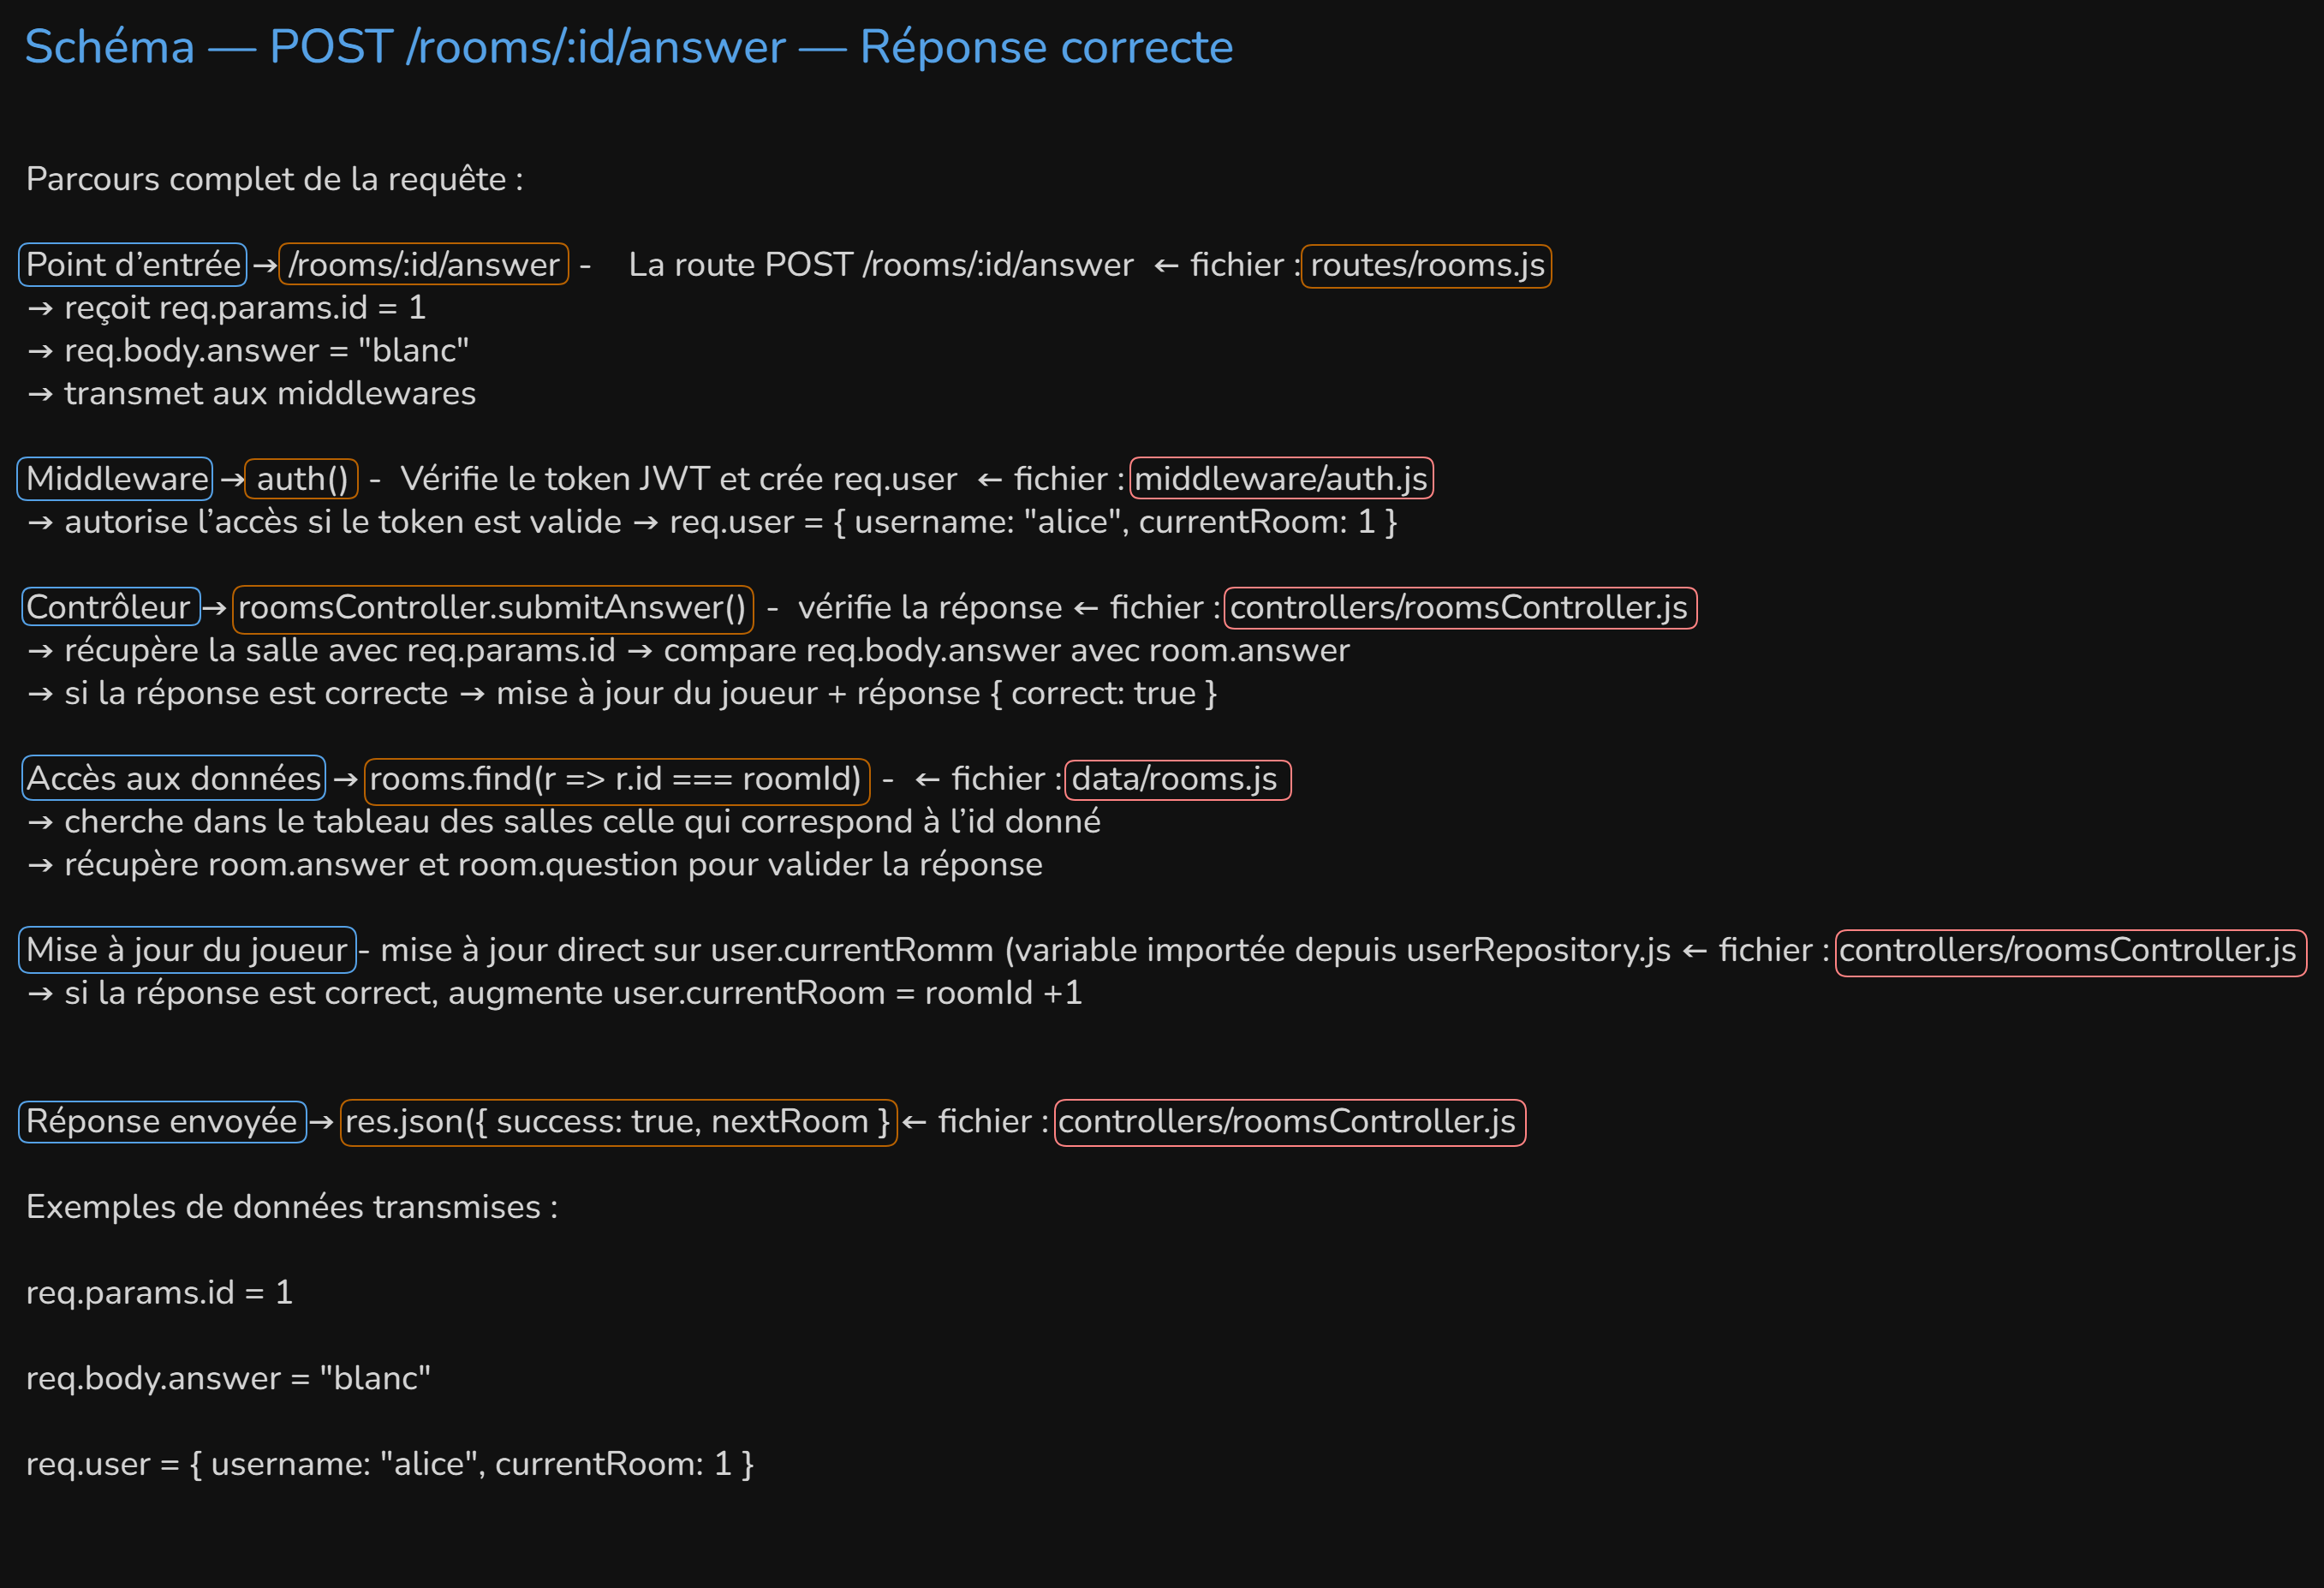 Schéma — POST /rooms/:id/answer — Réponse correcte
Parcours complet de la requête :
Point d’entrée → /rooms/:id/answer - La route POST /rooms/:id/answer ← fichier : routes/rooms.js
→ reçoit req.params.id = 1
→ req.body.answer = "blanc"
→ transmet aux middlewares
Middleware → auth() - Vérifie le token JWT et crée req.user ← fichier : middleware/auth.js
→ autorise l’accès si le token est valide → req.user = { username: "alice", currentRoom: 1 }
Contrôleur → roomsController.submitAnswer() - vérifie la réponse ← fichier : controllers/roomsController.js
→ récupère la salle avec req.params.id → compare req.body.answer avec room.answer
→ si la réponse est correcte → mise à jour du joueur + réponse { correct: true }
Accès aux données → rooms.find(r => r.id === roomId) - ← fichier : data/rooms.js
→ cherche dans le tableau des salles celle qui correspond à l’id donné
→ récupère room.answer et room.question pour valider la réponse
Mise à jour du joueur - mise à jour direct sur user.currentRomm (variable importée depuis userRepository.js ← fichier : controllers/roomsController.js
→ si la réponse est correct, augmente user.currentRoom = roomId +1
Réponse envoyée → res.json({ success: true, nextRoom } ← fichier : controllers/roomsController.js
Exemples de données transmises :
req.params.id = 1
req.body.answer = "blanc"
req.user = { username: "alice", currentRoom: 1 }